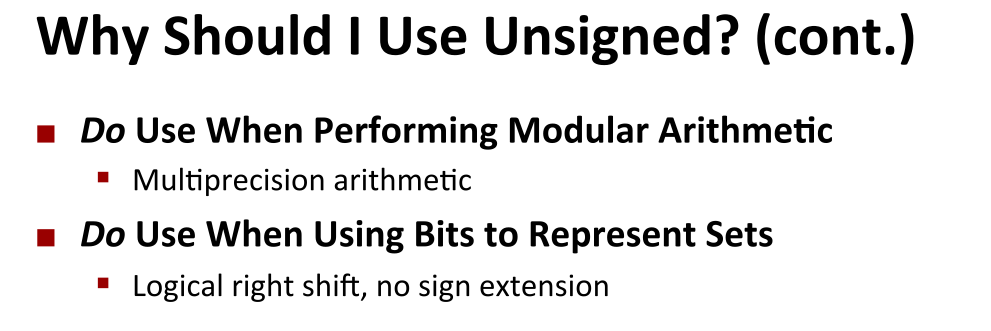 Why Should I Use Unsigned? (cont.)
Do Use When Performing Modular Arithmetic
Multiprecision arithmetic
Do Use When Using Bits to Represent Sets
Logical right shift, no sign extension